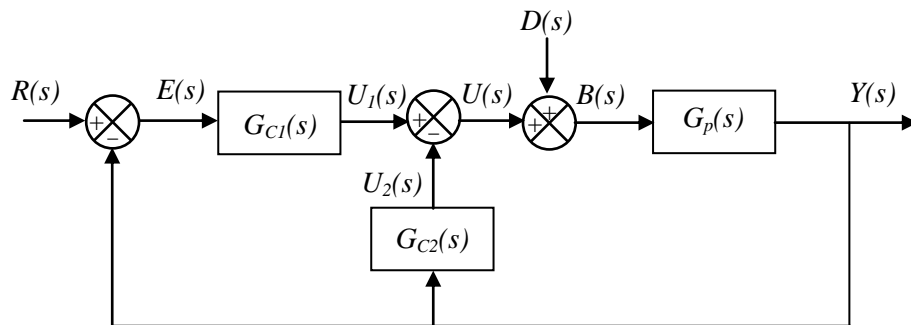 D(s)
R(s) E(s) U1(s) U(s) B(s) Y(s)
GC1(s) Gp(s)
+ − + − + + 
U2(s)
GC2(s)